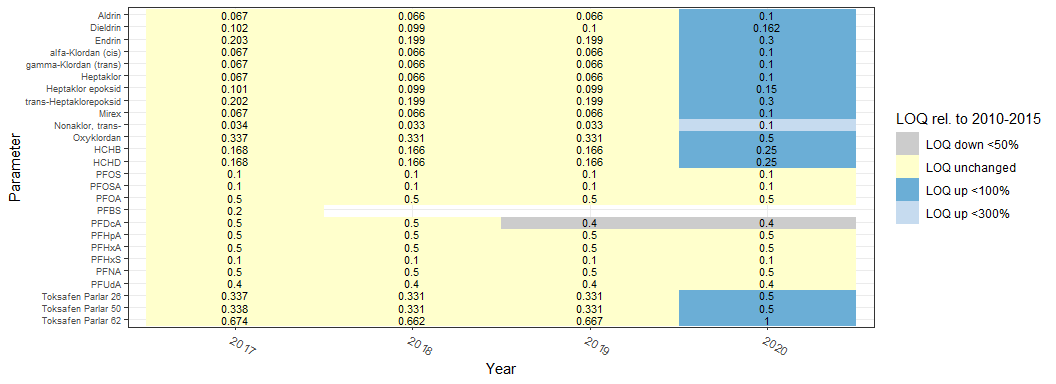 Aldrin 0.067 0.066 0.066 0.1
Dieldrin 0.102 0.099 0.1 0.162
Endrin 0.203 0.199 0.199 0.3
alfa-Klordan (cis) 0.067 0.066 0.066 0.1
gamma-Klordan (trans) 0.067 0.066 0.066 0.1
Heptaklor 0.067 0.066 0.066 0.1
Heptaklor epoksid 0.101 0.099 0.099 0.15
trans-Heptaklorepoksid 0.202 0.199 0.199 0.3
Mirex 0.067 0.066 0.066 0.1
Nonaklor, trans- 0.034 0.033 0.033 0.1
Oxyklordan 0.337 0.331 0.331 0.5
HCHB 0.168 0.166 0.166 0.25
HCHD 0.168 0.166 0.166 0.25
PFOS 0.1 0.1 0.1 0.1
PFOSA 0.1 0.1 0.1 0.1
PFOA 0.5 0.5 0.5 0.5
PFBS 0.2
PFDcA 0.5 0.5 0.4 0.4
PFHpA 0.5 0.5 0.5 0.5
PFHxA 0.5 0.5 0.5 0.5
PFHxS 0.1 0.1 0.1 0.1
PFNA 0.5 0.5 0.5 0.5
PFUdA 0.4 0.4 0.4 0.4
Toksafen Parlar 26 0.337 0.331 0.331 0.5
Toksafen Parlar 50 0.338 0.331 0.331 0.5
Toksafen Parlar 62 0.674 0.662 0.667 1
2017 2018 2019 2020
Year
Parameter
LOQ rel. to 2010-2015
LOQ down <50%
LOQ unchanged
LOQ up <100%
LOQ up <300%